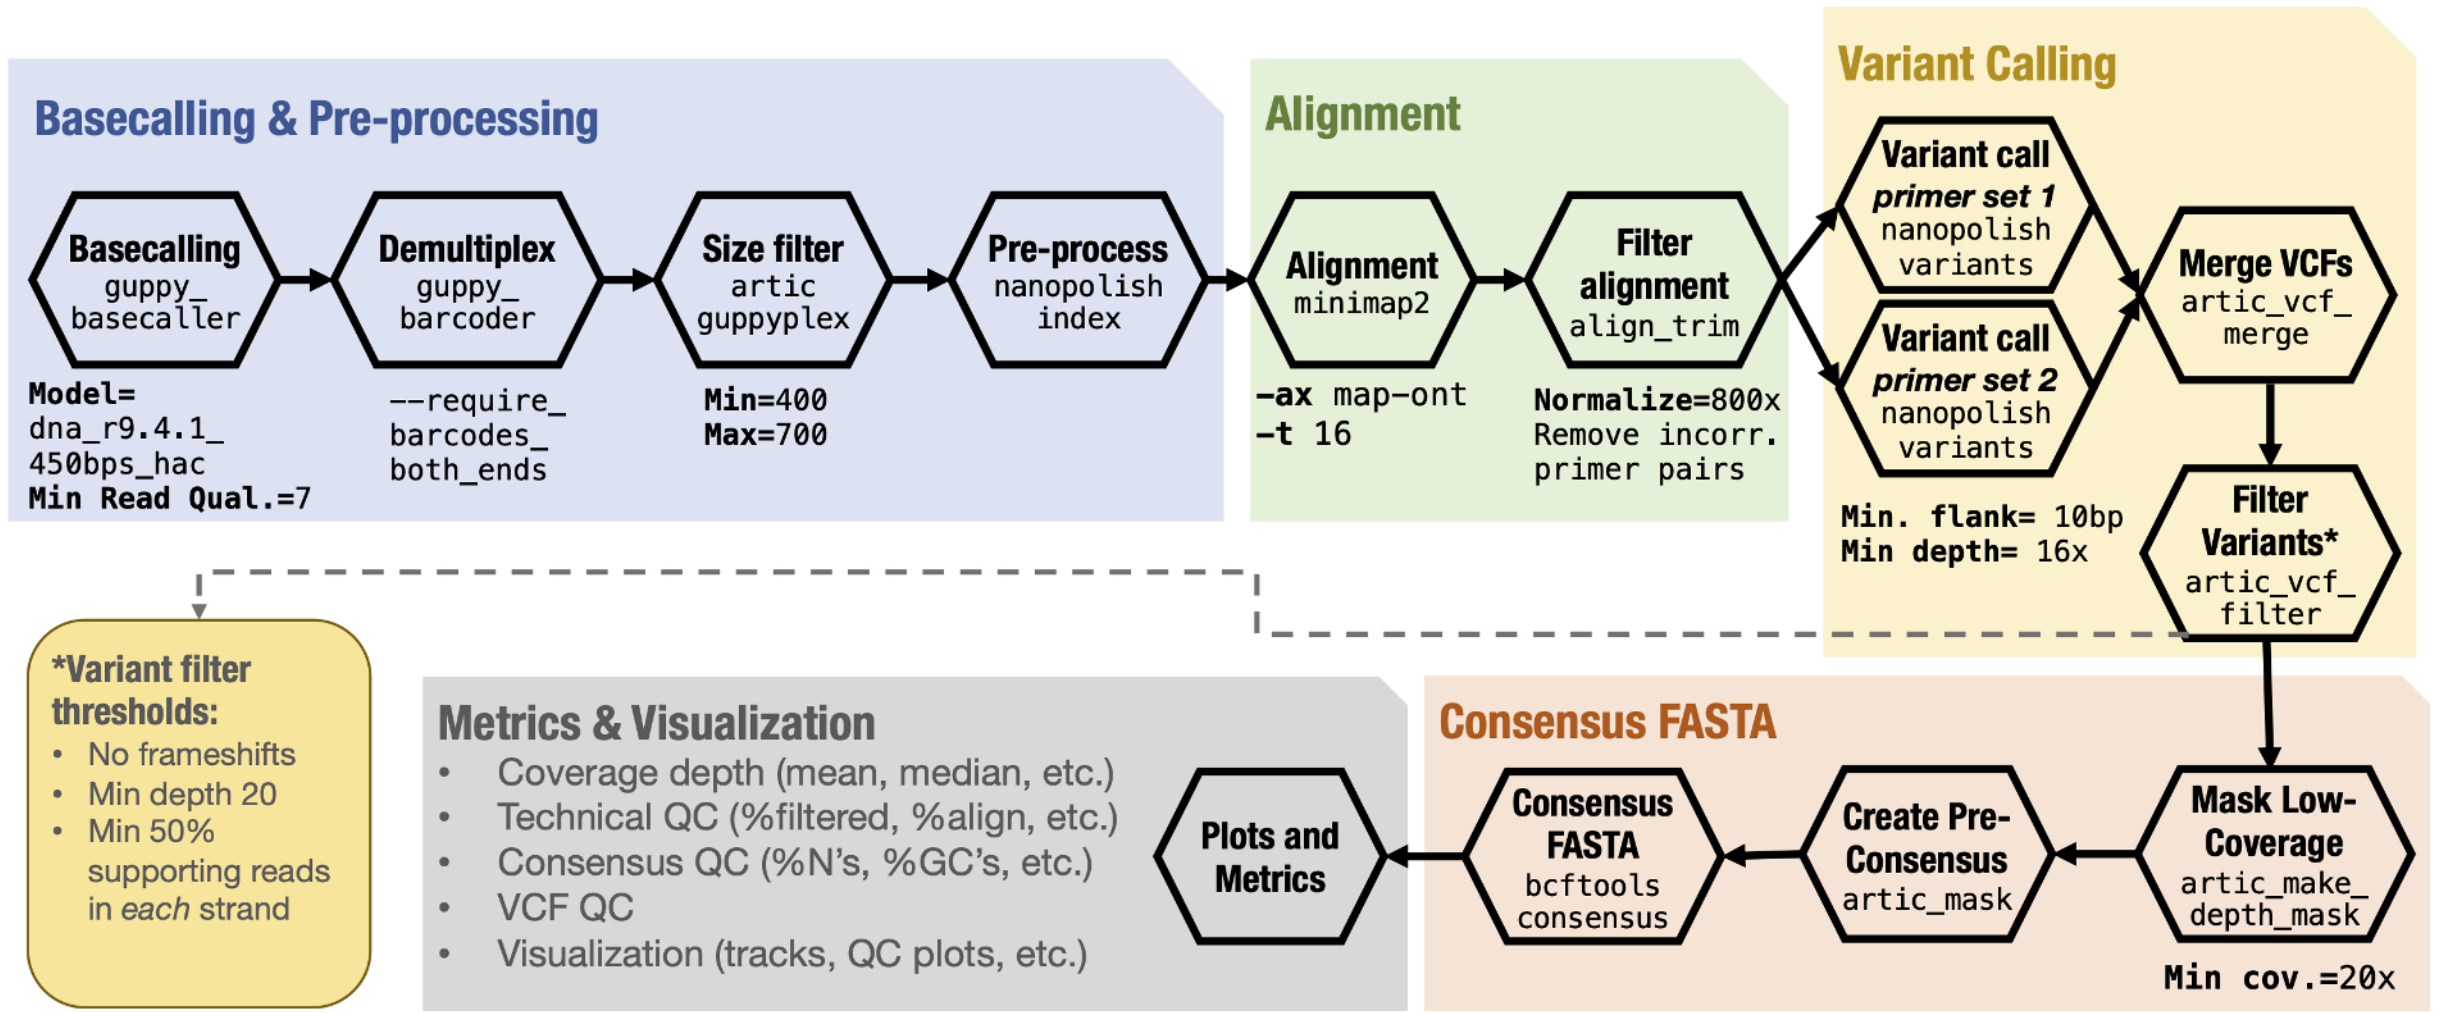 Basecalling & Pre-processing
Basecalling
guppy_
basecaller
Model=
dna_r9.4.1_
450bps_hac
Min Read Qual.=7
Demultiplex
guppy_
barcoder
--require_
barcodes_
both_ends
Size filter
artic
guppyplex
Min=400
Max=700
Pre-process
nanopolish
index
Alignment
Alignment
minimap2
-ax map-ont
-t 16
Filter
alignment
align_trim
Normalize=800x
Remove incorr.
primer pairs
Variant Calling
Variant call
primer set 1
nanopolish
variants
Variant call
primer set 2
nanopolish
variants
Min. flank= 10bp
Min depth= 16x
Merge VCFs
artic_vcf_
merge
Filter
Variants*
artic_vcf_
filter
*Variant filter
thresholds:
• No frameshifts
• Min depth 20
• Min 50%
supporting reads
in each strand
Consensus FASTA
Mask Low-
Coverage
artic_make_
depth_mask
Min cov.=20x
Create Pre-
Consensus
artic_mask
Consensus
FASTA
bcftools
consensus
Metrics & Visualization
• Coverage depth (mean, median, etc.)
• Technical QC (%filtered, %align, etc.)
• Consensus QC (%N's, %GC's, etc.)
• VCF QC
• Visualization (tracks, QC plots, etc.)
Plots and
Metrics